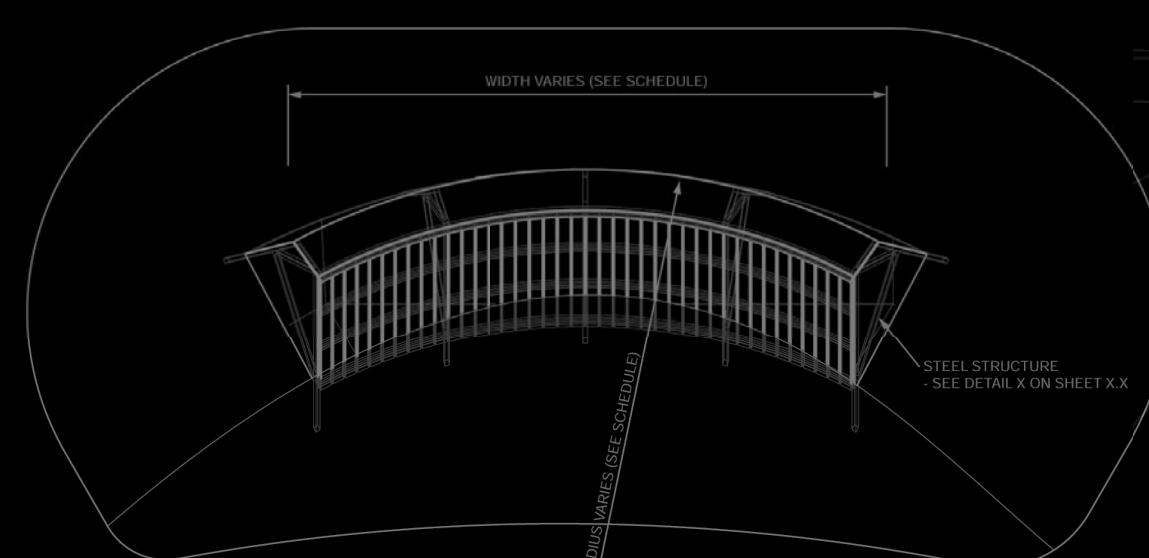 WIDTH VARIES (SEE SCHEDULE)
STEEL STRUCTURE
- SEE DETAIL X ON SHEET X.X
DIUS VARIES (SEE SCHEDULE)